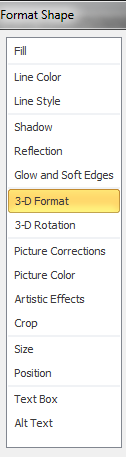 Format Shape
Fill
Line Color
Line Style
Shadow
Reflection
Glow and Soft Edges
3-D Format
3-D Rotation
Picture Corrections
Picture Color
Artistic Effects
Crop
Size
Position
Text Box
Alt Text